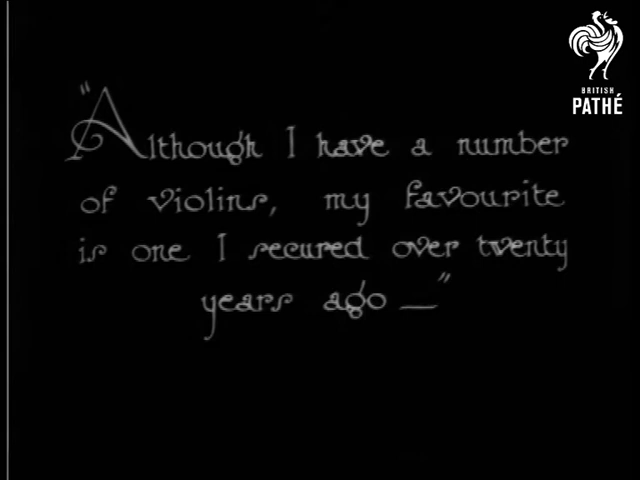 BRITISH
PATHÉ
"Although I have a number
of violins, my favourite
is one I secured over twenty
years ago —"